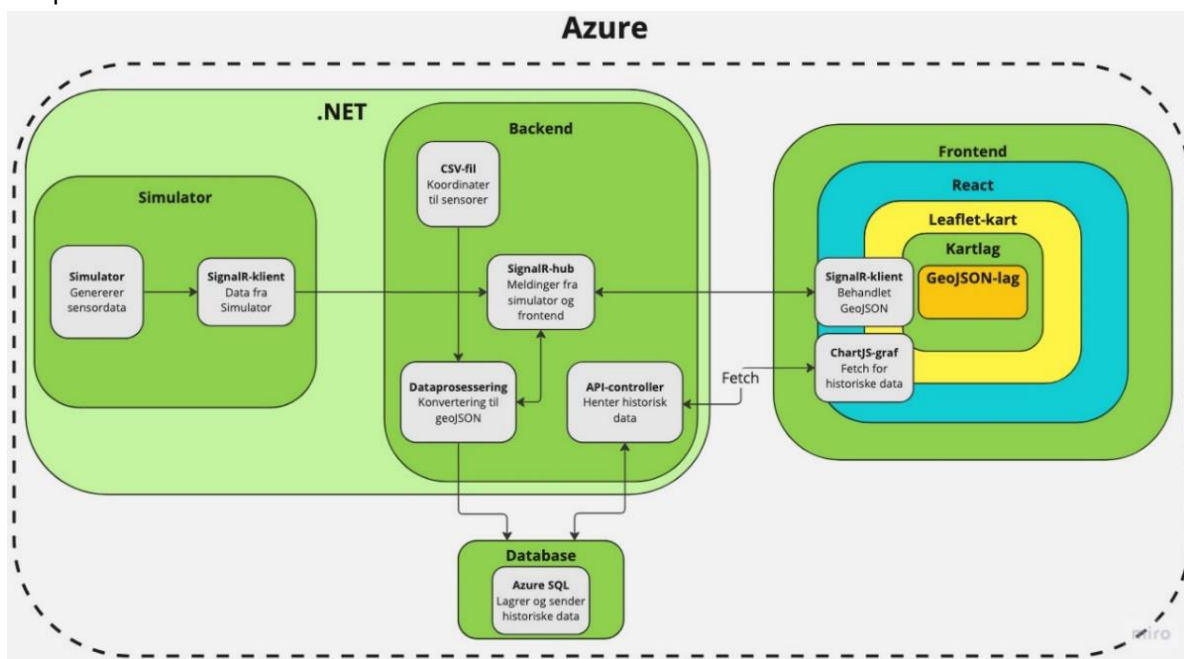 Azure
.NET
Backend
CSV-fil
Koordinater
til sensorer
Simulator
Simulator
Genererer
sensordata
SignalR-klient
Data fra
Simulator
SignalR-hub
Meldinger fra
simulator og
frontend
Dataprosessering
Konvertering til
geoJSON
API-controller
Henter historisk
data
Fetch
Frontend
React
Leaflet-kart
Kartlag
GeoJSON-lag
SignalR-klient
Behandlet
GeoJSON
ChartJS-graf
Fetch for
historiske data
Database
Azure SQL
Lagrer og sender
historiske data
miro